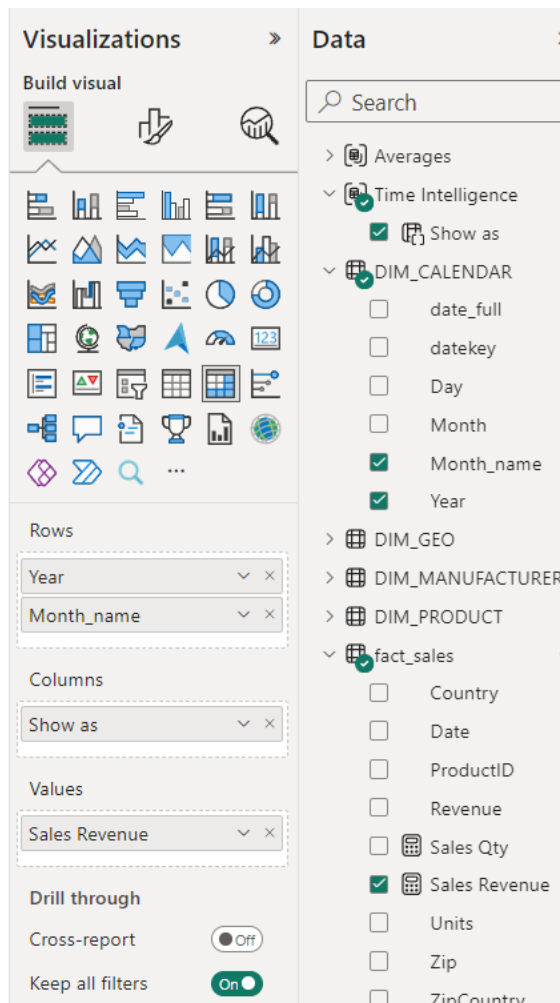 Visualizations
Build visual
123
Rows
Year
Month_name
Columns
Show as
Values
Sales Revenue
Drill through
Cross-report
Off
Keep all filters
On
Data
Search
Averages
Time Intelligence
Show as
DIM_CALENDAR
date_full
datekey
Day
Month
Month_name
Year
DIM_GEO
DIM_MANUFACTURER
DIM_PRODUCT
fact_sales
Country
Date
ProductID
Revenue
Sales Qty
Sales Revenue
Units
Zip
ZipCountry